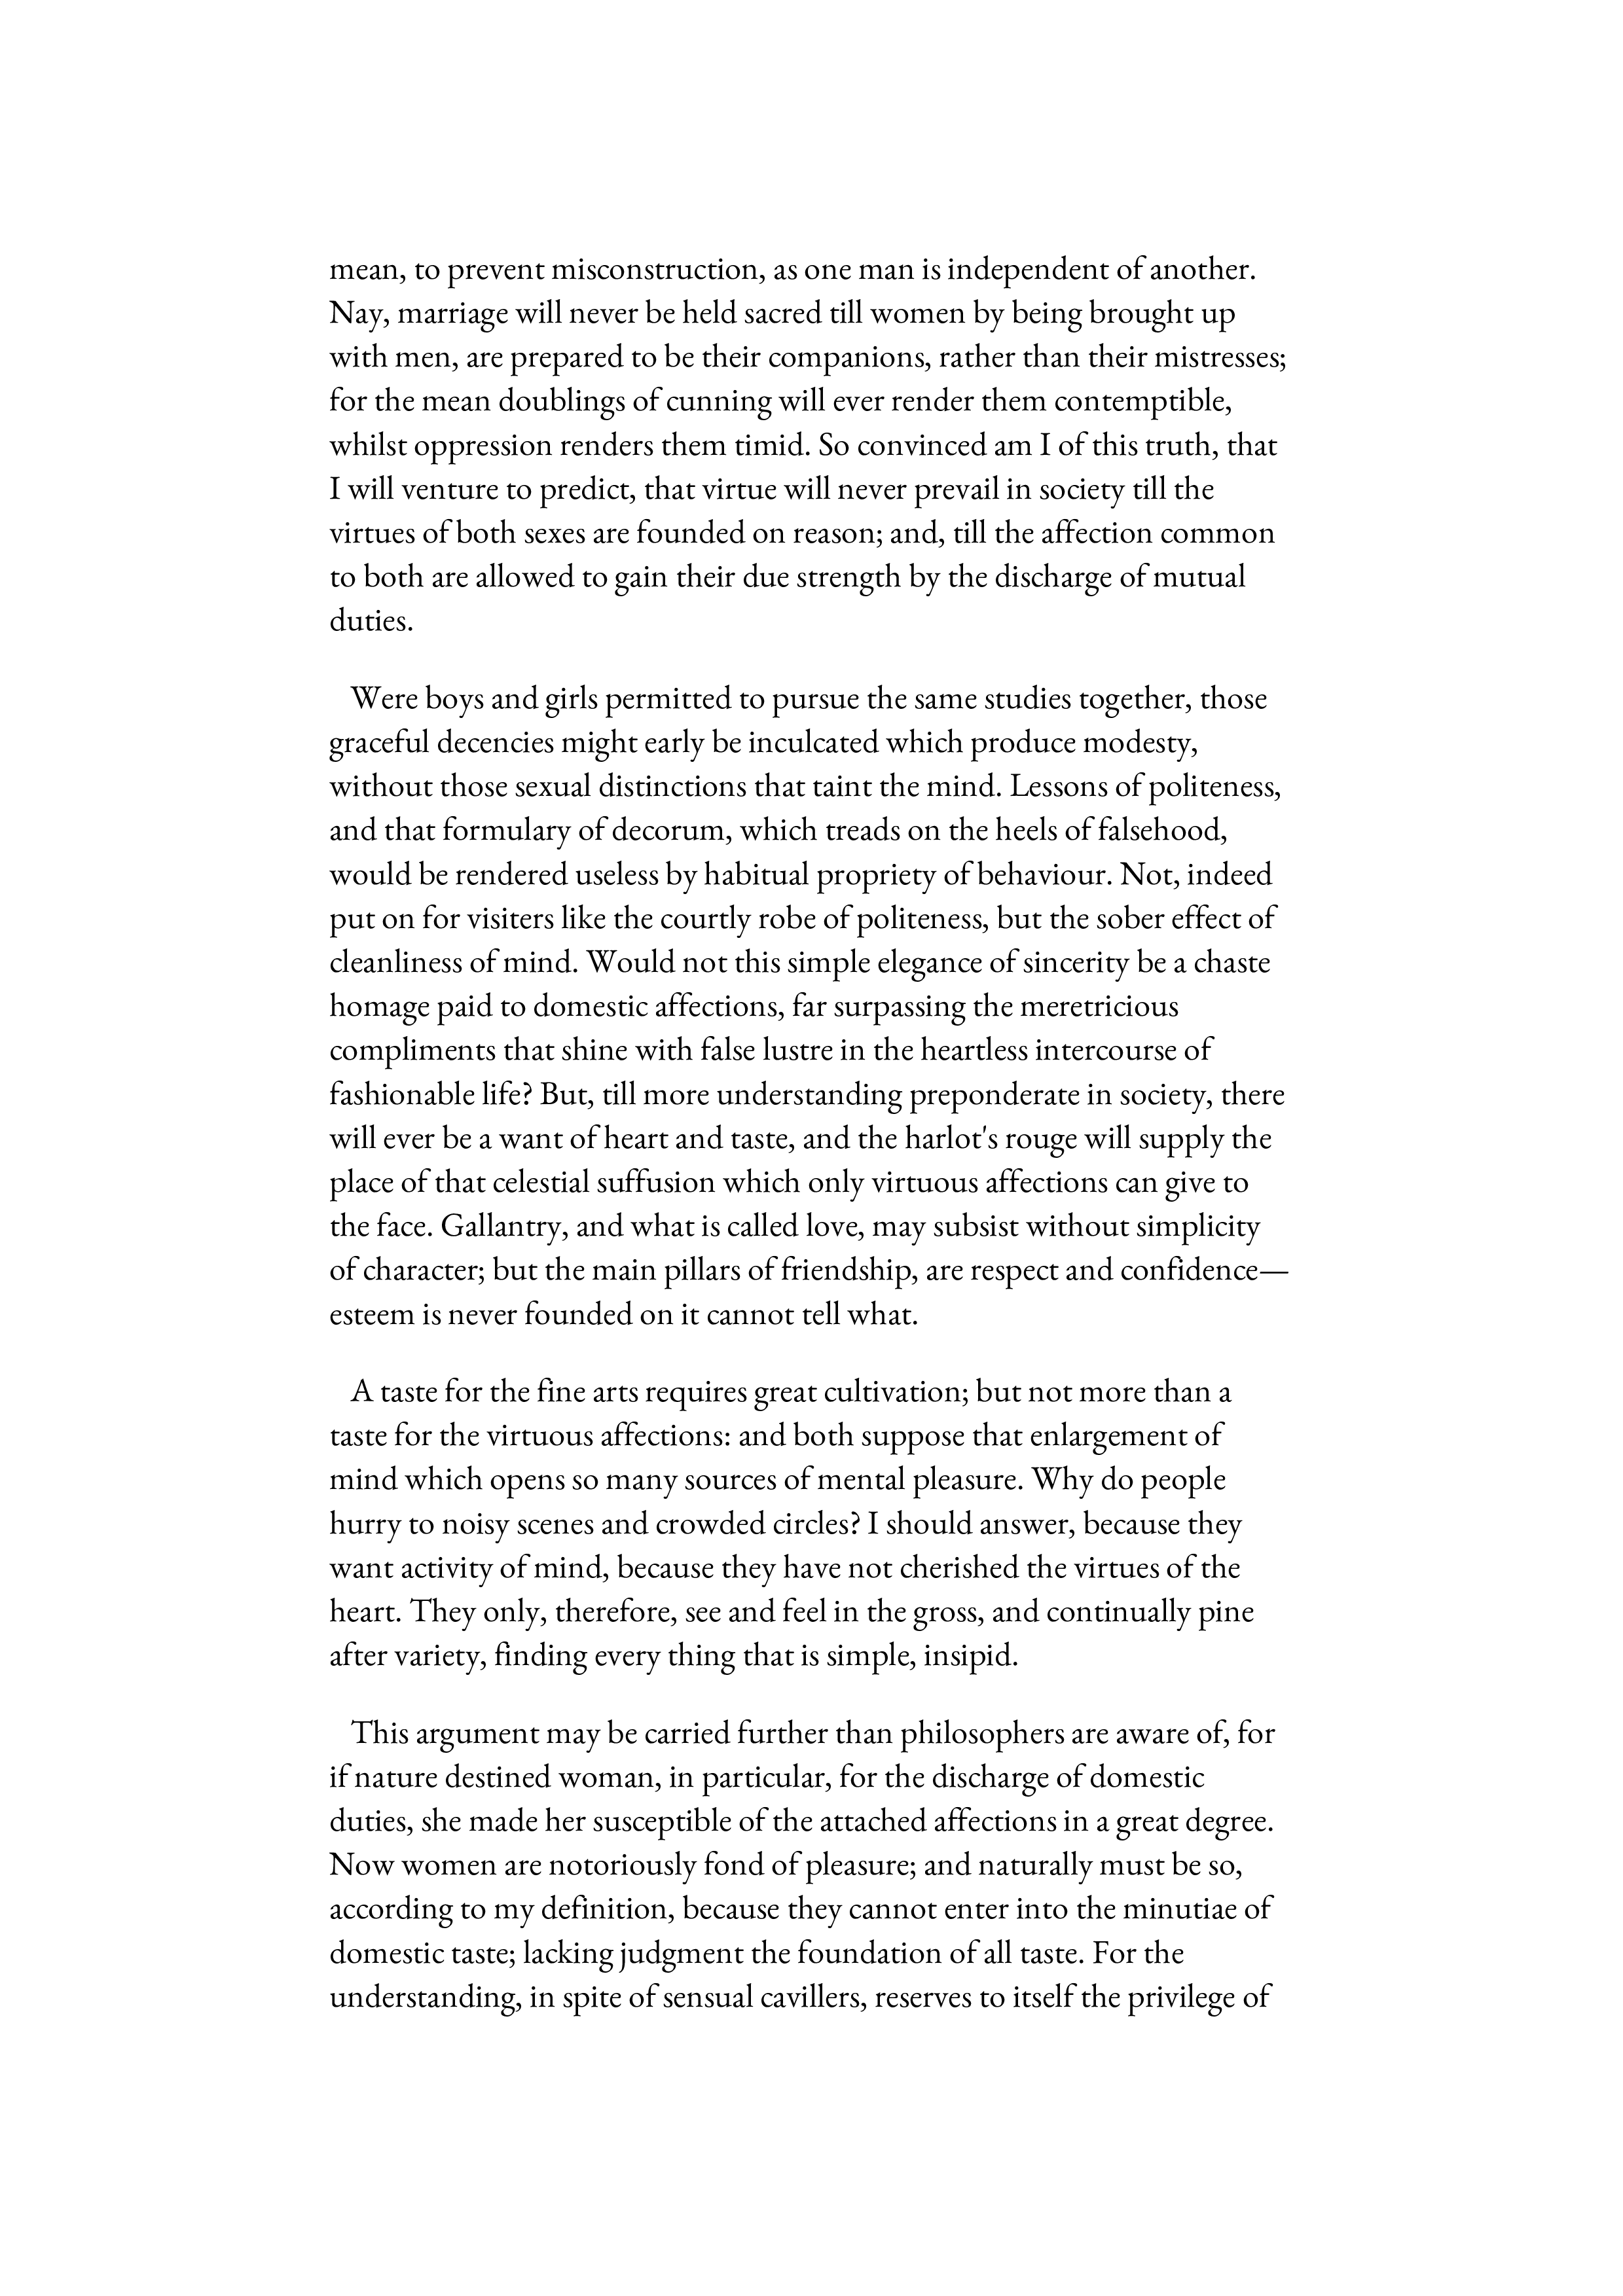 mean, to prevent misconstruction, as one man is independent of another.
Nay, marriage will never be held sacred till women by being brought up
with men, are prepared to be their companions, rather than their mistresses;
for the mean doublings of cunning will ever render them contemptible,
whilst oppression renders them timid. So convinced am I of this truth, that
I will venture to predict, that virtue will never prevail in society till the
virtues of both sexes are founded on reason; and, till the affection common
to both are allowed to gain their due strength by the discharge of mutual
duties.
Were boys and girls permitted to pursue the same studies together, those
graceful decencies might early be inculcated which produce modesty,
without those sexual distinctions that taint the mind. Lessons of politeness,
and that formulary of decorum, which treads on the heels of falsehood,
would be rendered useless by habitual propriety of behaviour. Not, indeed
put on for visiters like the courtly robe of politeness, but the sober effect of
cleanliness of mind. Would not this simple elegance of sincerity be a chaste
homage paid to domestic affections, far surpassing the meretricious
compliments that shine with false lustre in the heartless intercourse of
fashionable life? But, till more understanding preponderate in society, there
will ever be a want of heart and taste, and the harlot's rouge will supply the
place of that celestial suffusion which only virtuous affections can give to
the face. Gallantry, and what is called love, may subsist without simplicity
of character; but the main pillars of friendship, are respect and confidence—
esteem is never founded on it cannot tell what.
A taste for the fine arts requires great cultivation; but not more than a
taste for the virtuous affections: and both suppose that enlargement of
mind which opens so many sources of mental pleasure. Why do people
hurry to noisy scenes and crowded circles? I should answer, because they
want activity of mind, because they have not cherished the virtues of the
heart. They only, therefore, see and feel in the gross, and continually pine
after variety, finding every thing that is simple, insipid.
This argument may be carried further than philosophers are aware of, for
if nature destined woman, in particular, for the discharge of domestic
duties, she made her susceptible of the attached affections in a great degree.
Now women are notoriously fond of pleasure; and naturally must be so,
according to my definition, because they cannot enter into the minutiae of
domestic taste; lacking judgment the foundation of all taste. For the
understanding, in spite of sensual cavillers, reserves to itself the privilege of